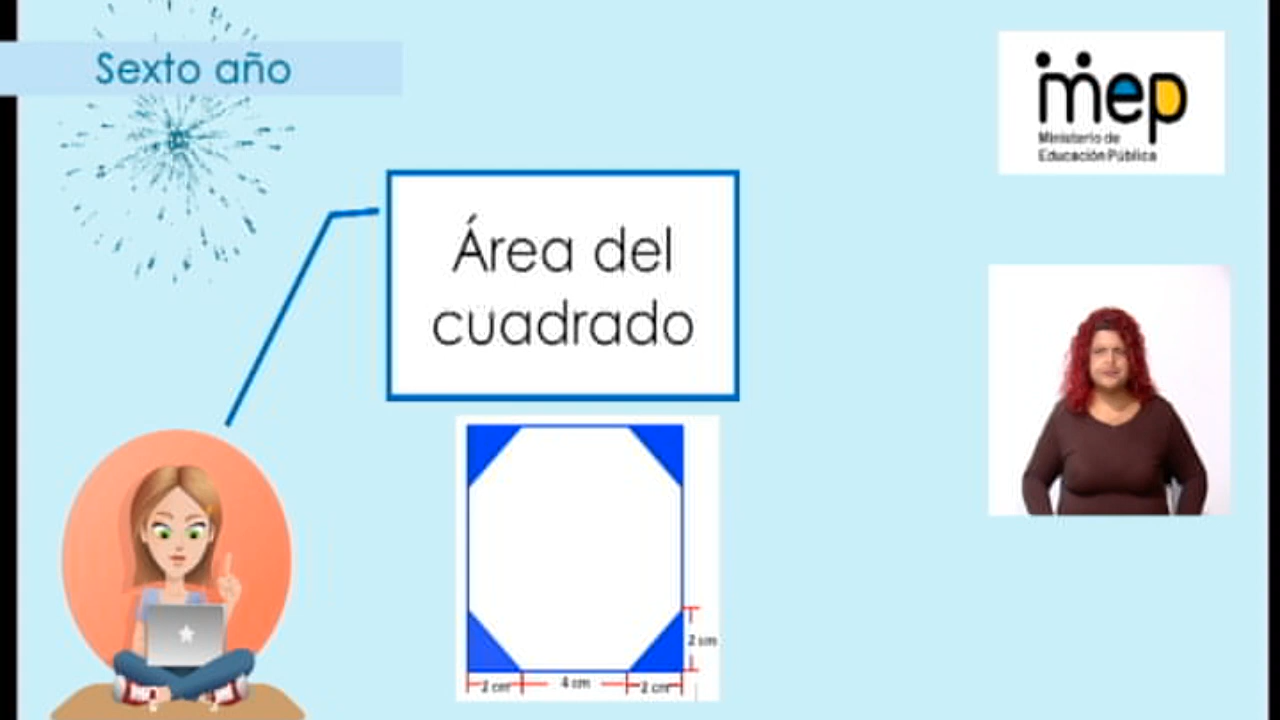 Sexto año
mep
Ministerio de
Educación Pública
Área del
cuadrado
2 cm
2 cm 4 cm 2 cm